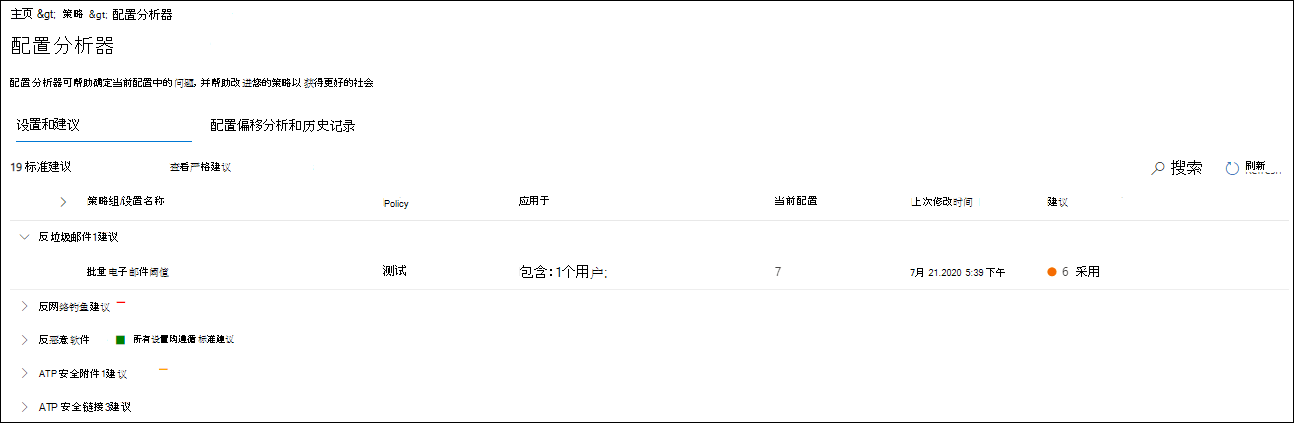 主页 &gt; 策略 &gt; 配置分析器
配置分析器
配置分析器可帮助确定当前配置中的问题, 并帮助改进您的策略以获得更好的社会
设置和建议 配置偏移分析和历史记录
19 标准建议 查看严格建议 搜索 刷新
策略组/设置名称 Policy 应用于 当前配置 上次修改时间 建议
反垃圾邮件1建议
批量电子邮件阈值 测试 包含:1个用户; 7 7月 21.2020 5:39 下午 6 采用
反网络钓鱼建议
反恶意软件 所有设置均遵循标准建议
ATP 安全附件1建议
ATP 安全链接3建议